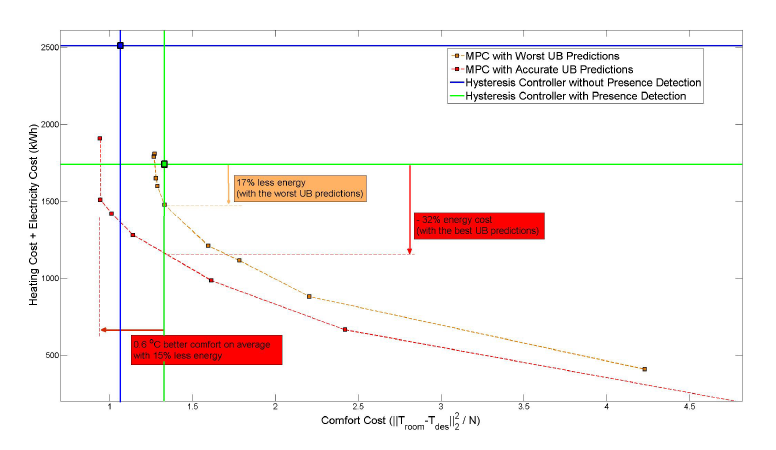 2500
2000
1500
1000
500
Heating Cost + Electricity Cost (kWh)
MPC with Worst UB Predictions
MPC with Accurate UB Predictions
Hysteresis Controller without Presence Detection
Hysteresis Controller with Presence Detection
17% less energy
(with the worst UB predictions)
- 32% energy cost
(with the best UB predictions)
0.6 °C better comfort on average
with 15% less energy
1
1.5
2
2.5
3
3.5
4
4.5
Comfort Cost (||T_room-T_des||_2^2 / N)